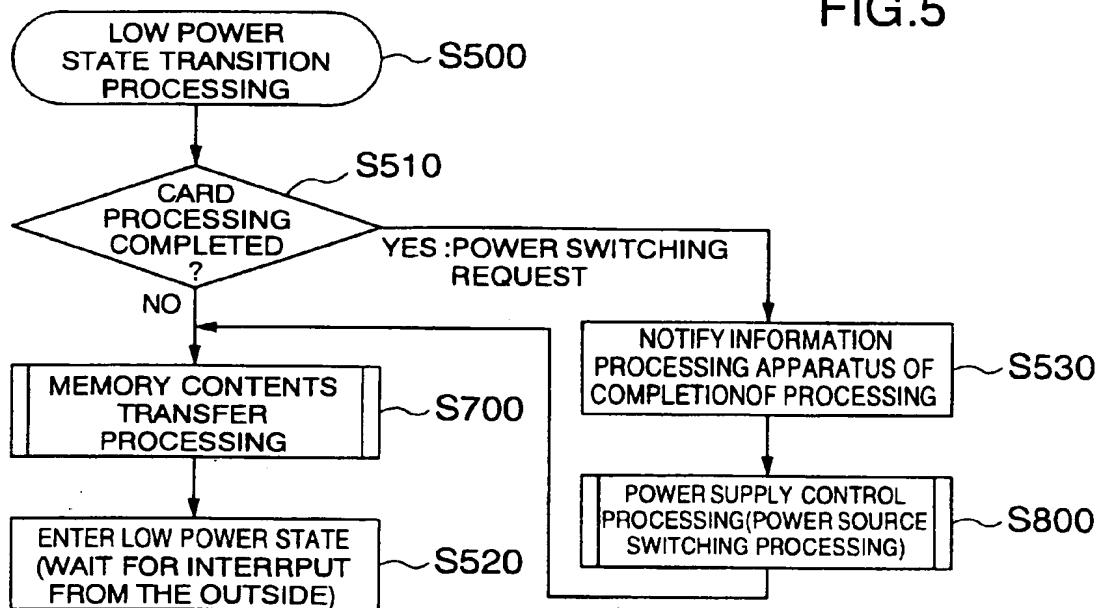 FIG.5
LOW POWER
STATE TRANSITION
PROCESSING
S500
CARD
PROCESSING
COMPLETED
?
S510
YES :POWER SWITCHING
REQUEST
NO
NOTIFY INFORMATION
PROCESSING APPARATUS OF
COMPLETIONOF PROCESSING
S530
MEMORY CONTENTS
TRANSFER
PROCESSING
S700
POWER SUPPLY CONTROL
PROCESSING(POWER SOURCE
SWITCHING PROCESSING)
S800
ENTER LOW POWER STATE
(WAIT FOR INTERRPUT
FROM THE OUTSIDE)
S520